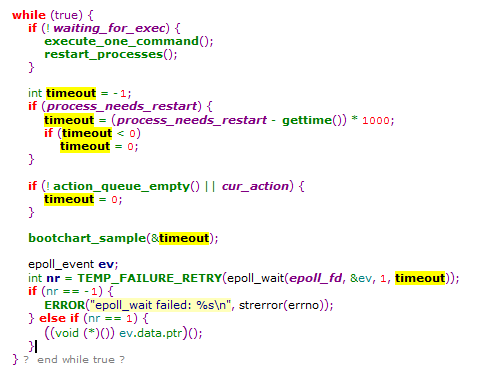 while (true) {
if (! waiting_for_exec) {
execute_one_command();
restart_processes();
}
int timeout = -1;
if (process_needs_restart) {
timeout = (process_needs_restart - gettime()) * 1000;
if (timeout < 0)
timeout = 0;
}
if (! action_queue_empty() || cur_action) {
timeout = 0;
}
bootchart_sample(&timeout);
epoll_event ev;
int nr = TEMP_FAILURE_RETRY(epoll_wait(epoll_fd, &ev, 1, timeout));
if (nr == -1) {
ERROR("epoll_wait failed: %s\n", strerror(errno));
} else if (nr == 1) {
((void (*)()) ev.data.ptr)();
}
} ? end while true ?